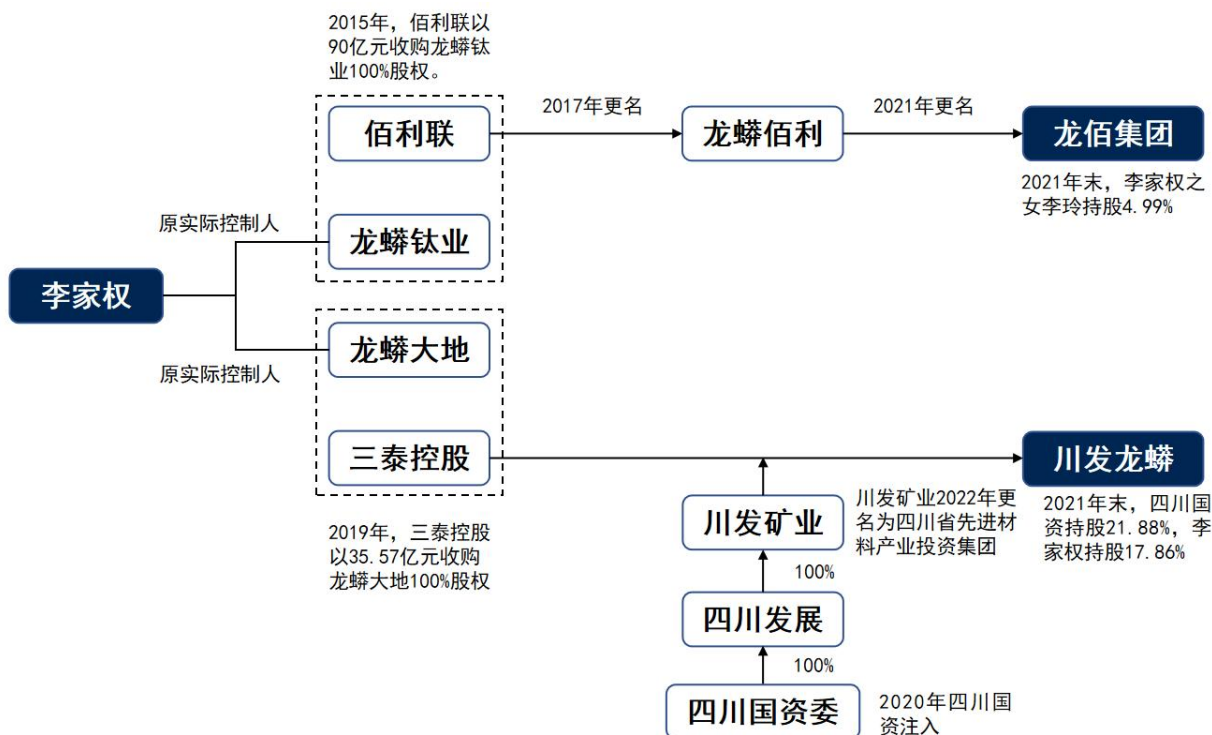 2015年，佰利联以
90亿元收购龙蟒钛
业100%股权。
佰利联
2017年更名
龙蟒佰利
2021年更名
龙佰集团
2021年末，李家权之
女李玲持股4.99%
原实际控制人
龙蟒钛业
李家权
龙蟒大地
原实际控制人
三泰控股
川发龙蟒
2019年，三泰控股
以35.57亿元收购
龙蟒大地100%股权
川发矿业
川发矿业2022年更
名为四川省先进材
料产业投资集团
2021年末，四川国
资持股21.88%，李
家权持股17.86%
100%
四川发展
100%
四川国资委
2020年四川国
资注入